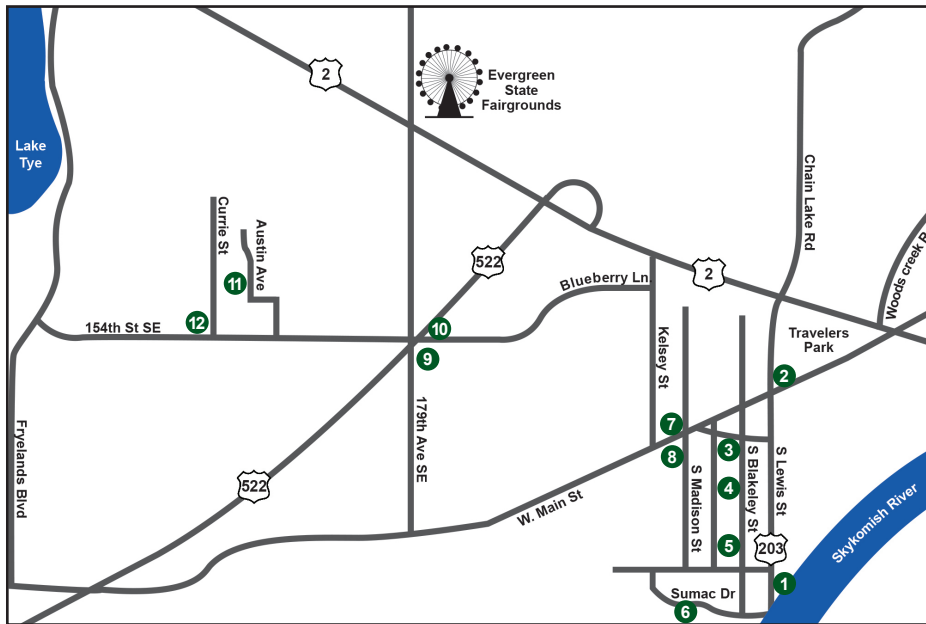 2
Evergreen
State
Fairgrounds
Lake
Tye
Chain Lake Rd
Currie St
Austin Ave
Woods creek R
522
2
11
Blueberry Ln.
12
154th St SE
10
9
Travelers
Park
Kelsey St
2
179th Ave SE
Fryelands Blvd
7
8
3
S Madison St
S Blakeley St
S Lewis St
4
522
W. Main St
Skykomish River
5
203
1
Sumac Dr
6